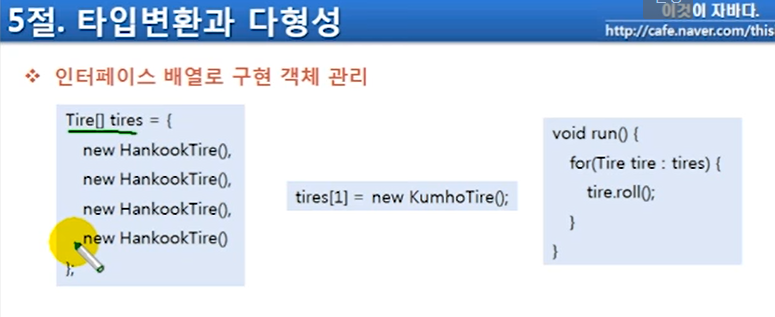 5절. 타입변환과 다형성
이것이 자바다.
http://cafe.naver.com/this
❖ 인터페이스 배열로 구현 객체 관리
Tire[] tires = {
new HankookTire(),
new HankookTire(),
new HankookTire(),
new HankookTire()
};
tires[1] = new KumhoTire();
void run() {
for(Tire tire : tires) {
tire.roll();
}
}